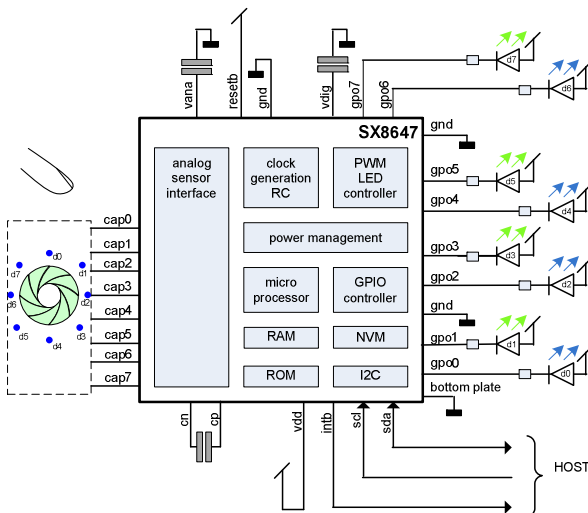 vana
resetb
gnd
vdig
gpo7
gpo6
d7
d6
SX8647
gnd
analog
sensor
interface
clock
generation
RC
PWM
LED
controller
gpo5
d5
gpo4
d4
power management
gpo3
d3
gpo2
d2
micro
processor
GPIO
controller
gnd
RAM
NVM
gpo1
d1
gpo0
d0
ROM
I2C
bottom plate
cap0
cap1
cap2
cap3
cap4
cap5
cap6
cap7
d0
d7
d1
d6
d2
d5
d3
d4
cn
cp
vdd
intb
scl
sda
HOST